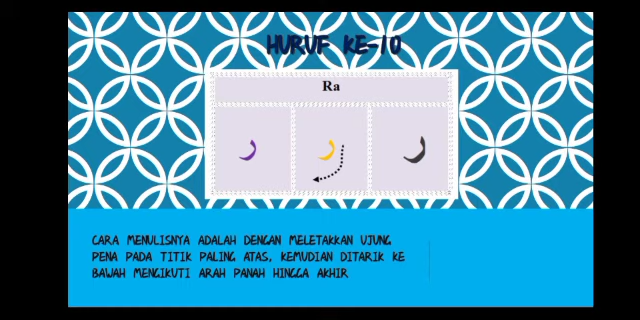 HURUF KE-10
Ra
ر ر ر
CARA MENULISNYA ADALAH DENGAN MELETAKKAN UJUNG
PENA PADA TITIK PALING ATAS, KEMUDIAN DITARIK KE
BAWAH MENGIKUTI ARAH PANAH HINGGA AKHIR